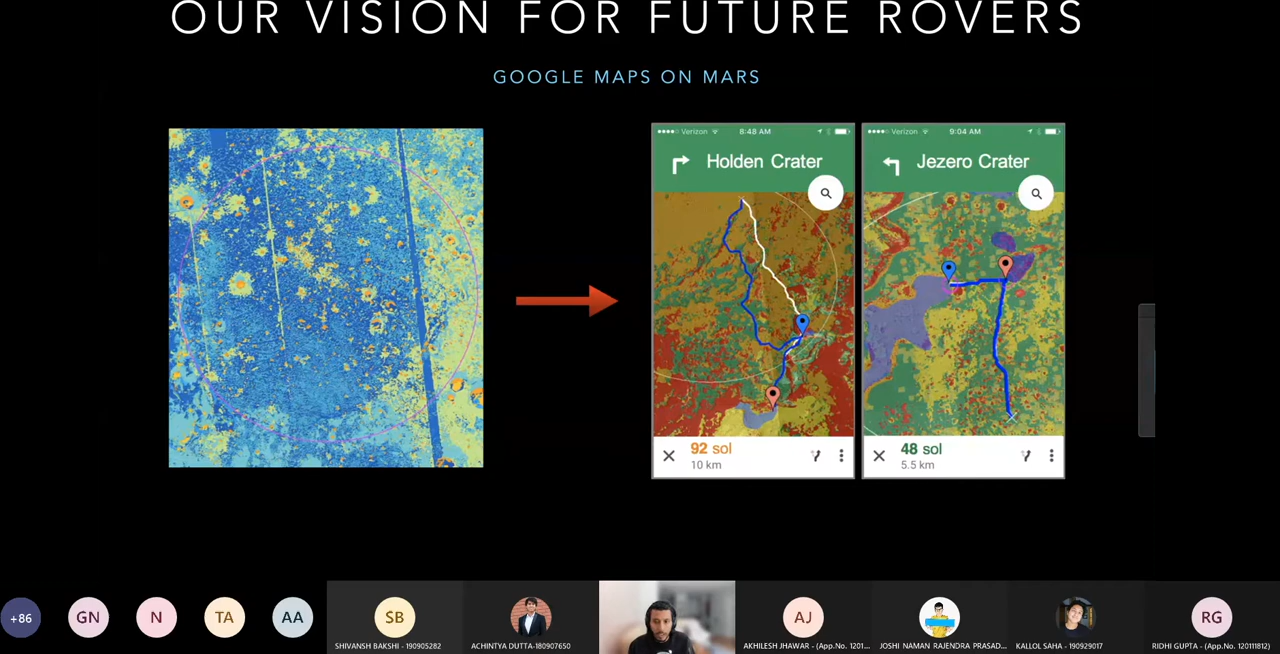 OUR VISION FOR FUTURE ROVERS
GOOGLE MAPS ON MARS
Verizon 8:48 AM
Holden Crater
92 sol
10 km
Verizon 9:04 AM
Jezero Crater
48 sol
5.5 km
+86
GN
N
TA
AA
SB
SHIVANSH BAKSHI - 190905282
ACHINTYA DUTTA-180907650
AJ
AKHILESH JHAWAR - (App.No. 1201...
JOSHI NAMAN RAJENDRA PRASAD...
KALLOL SAHA - 190929017
RG
RIDHI GUPTA - (App.No. 12011812)